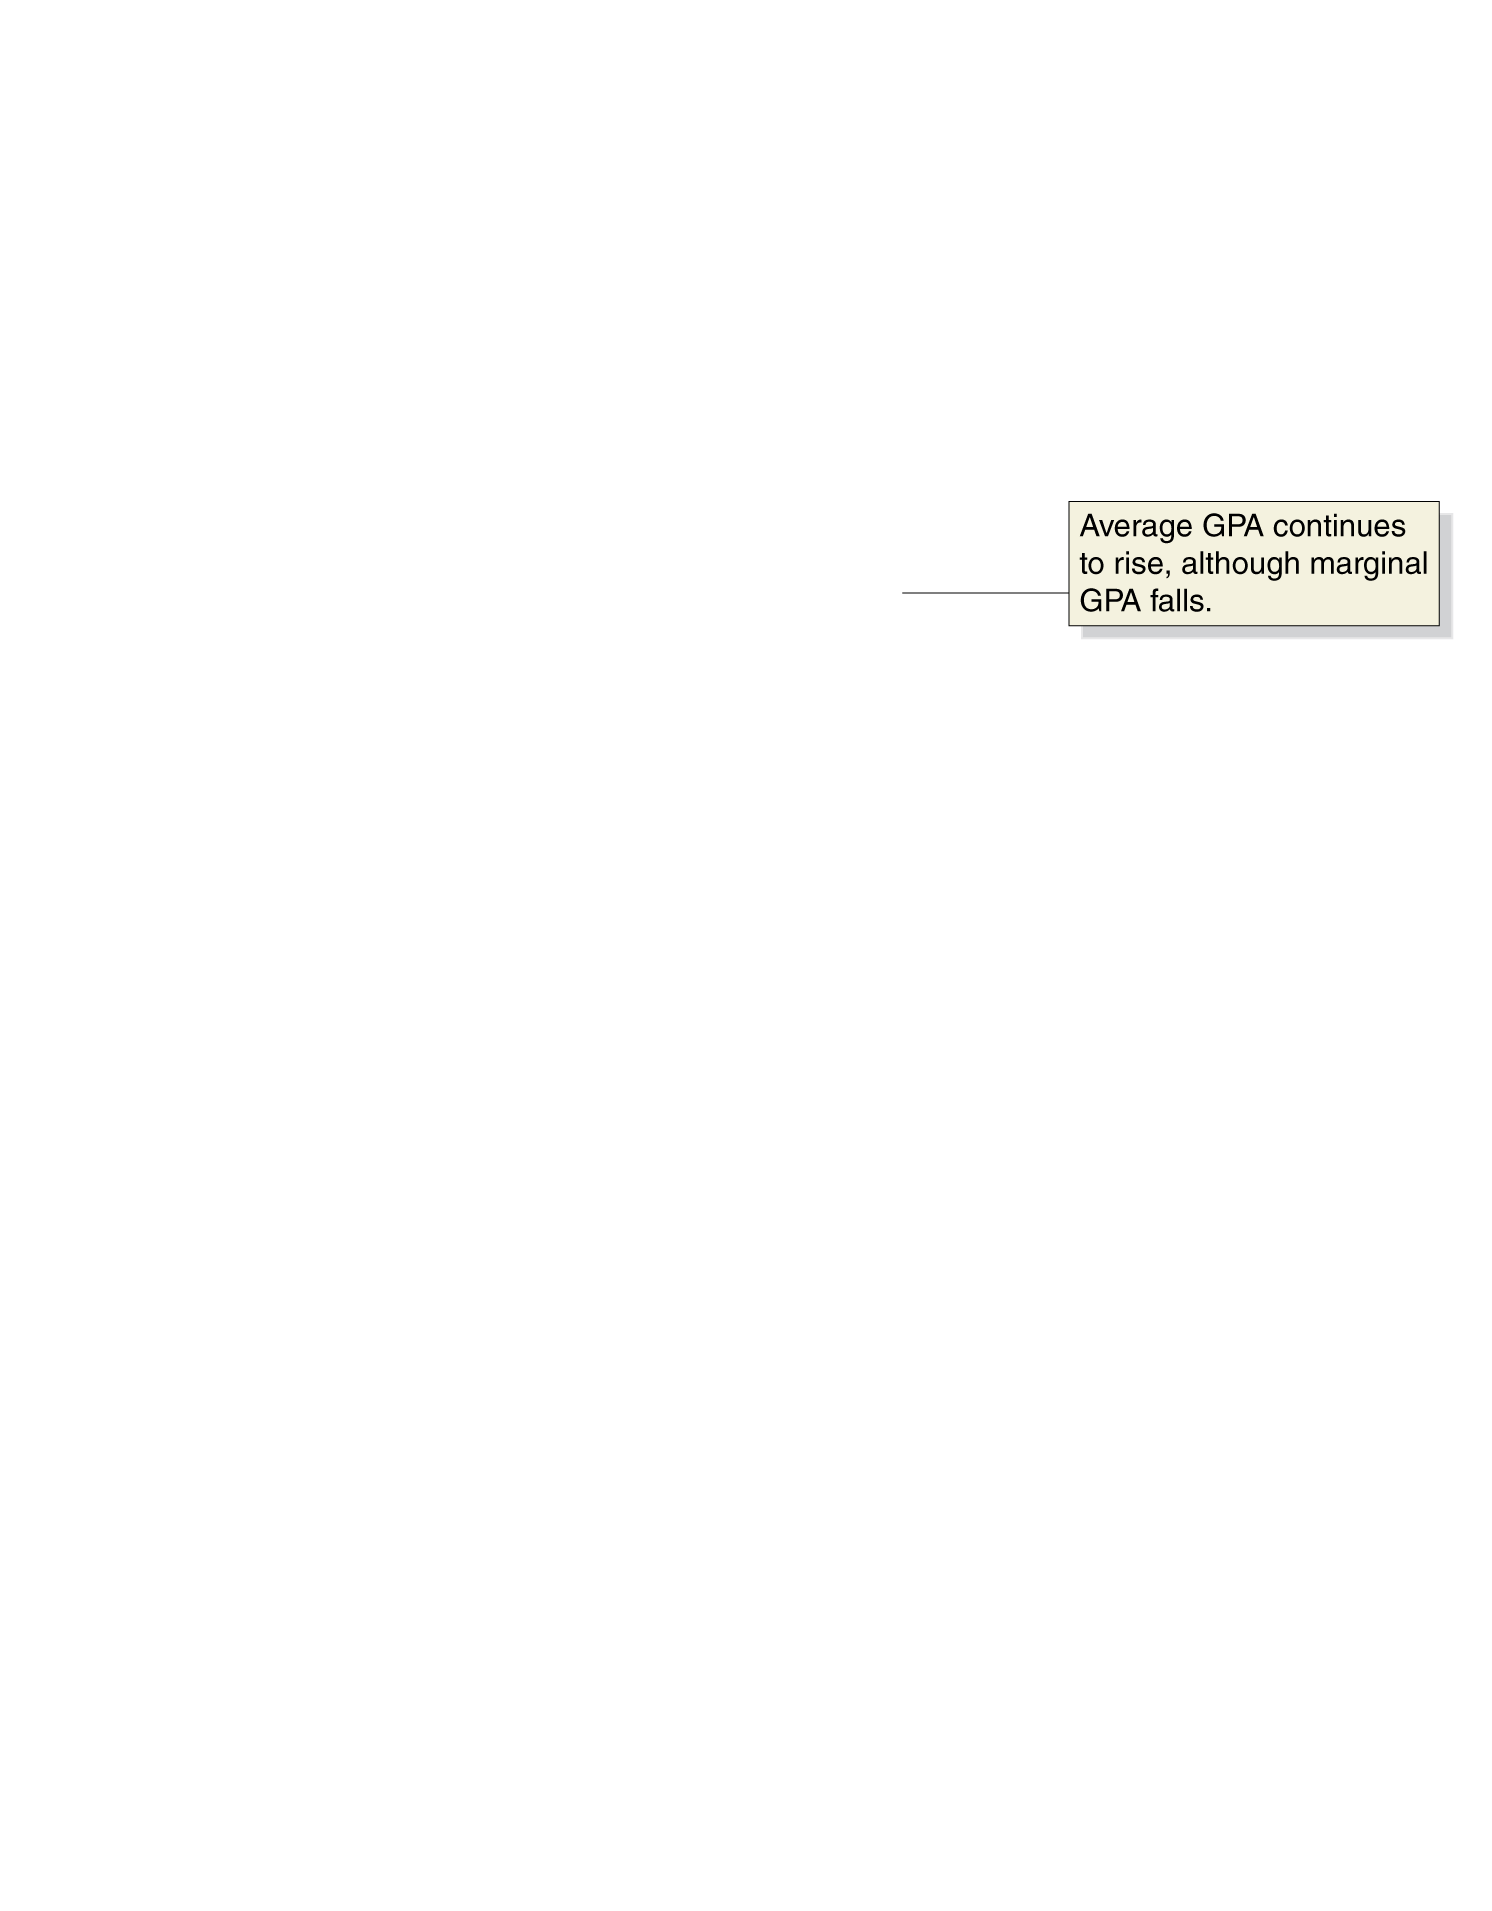 Average GPA continues
to rise, although marginal
GPA falls.